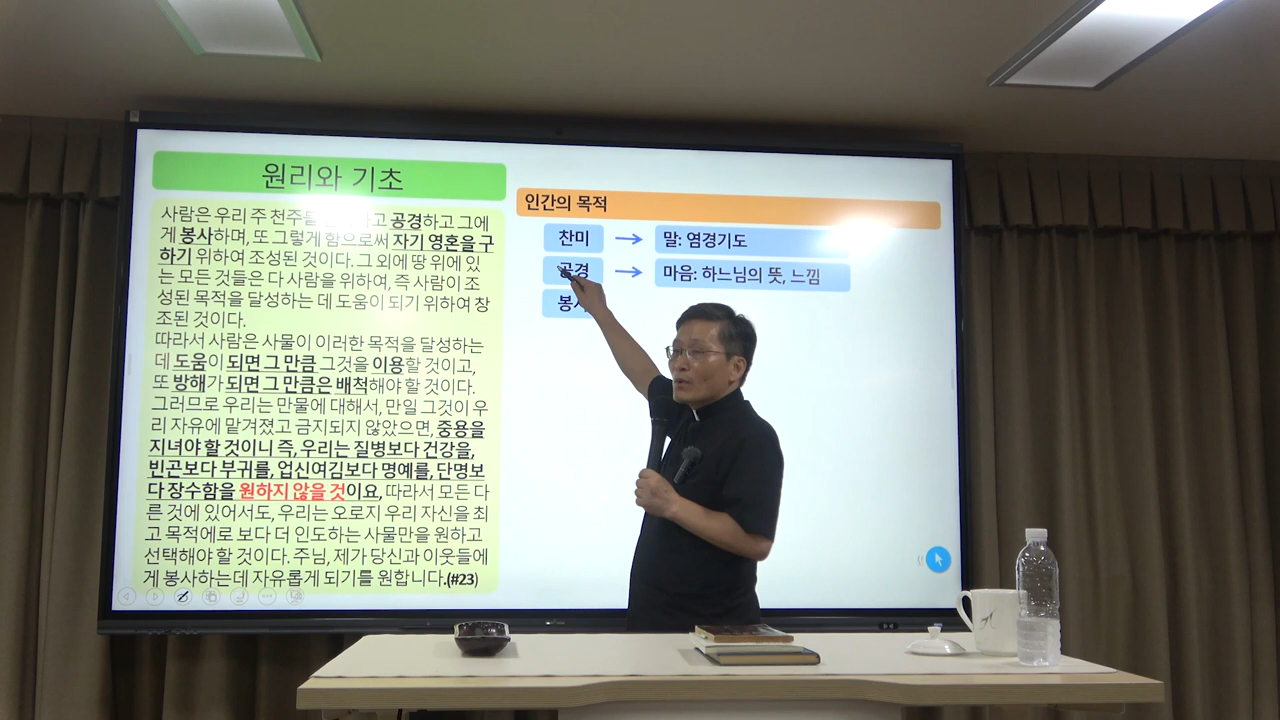 원리와 기초
사람은 우리 주 천주를 하고 공경하고 그에
게 봉사하며, 또 그렇게 함으로써 자기 영혼을 구
하기 위하여 조성된 것이다. 그 외에 땅 위에 있
는 모든 것들은 다 사람을 위하여, 즉 사람이 조
성된 목적을 달성하는 데 도움이 되기 위하여 창
조된 것이다.
따라서 사람은 사물이 이러한 목적을 달성하는
데 도움이 되면 그 만큼 그것을 이용할 것이고,
또 방해가 되면 그 만큼은 배척해야 할 것이다.
그러므로 우리는 만물에 대해서, 만일 그것이 우
리 자유에 맡겨졌고 금지되지 않았으면, 중용을
지녀야 할 것이니 즉, 우리는 질병보다 건강을,
빈곤보다 부귀를, 업신여김보다 명예를, 단명보
다 장수함을 원하지 않을 것이요, 따라서 모든 다
른 것에 있어서도, 우리는 오로지 우리 자신을 최
고 목적에로 보다 더 인도하는 사물만을 원하고
선택해야 할 것이다. 주님, 제가 당신과 이웃들에
게 봉사하는데 자유롭게 되기를 원합니다.(#23)
인간의 목적
찬미 → 말: 염경기도
공경 → 마음: 하느님의 뜻, 느낌
봉사